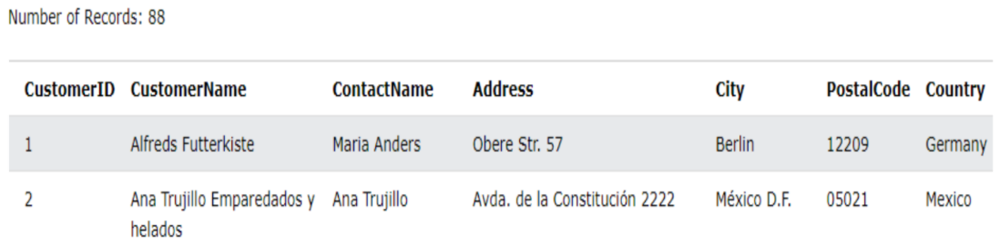 Number of Records: 88
CustomerID CustomerName ContactName Address City PostalCode Country
1 Alfreds Futterkiste Maria Anders Obere Str. 57 Berlin 12209 Germany
2 Ana Trujillo Emparedados y Ana Trujillo Avda. de la Constitución 2222 México D.F. 05021 Mexico
helados